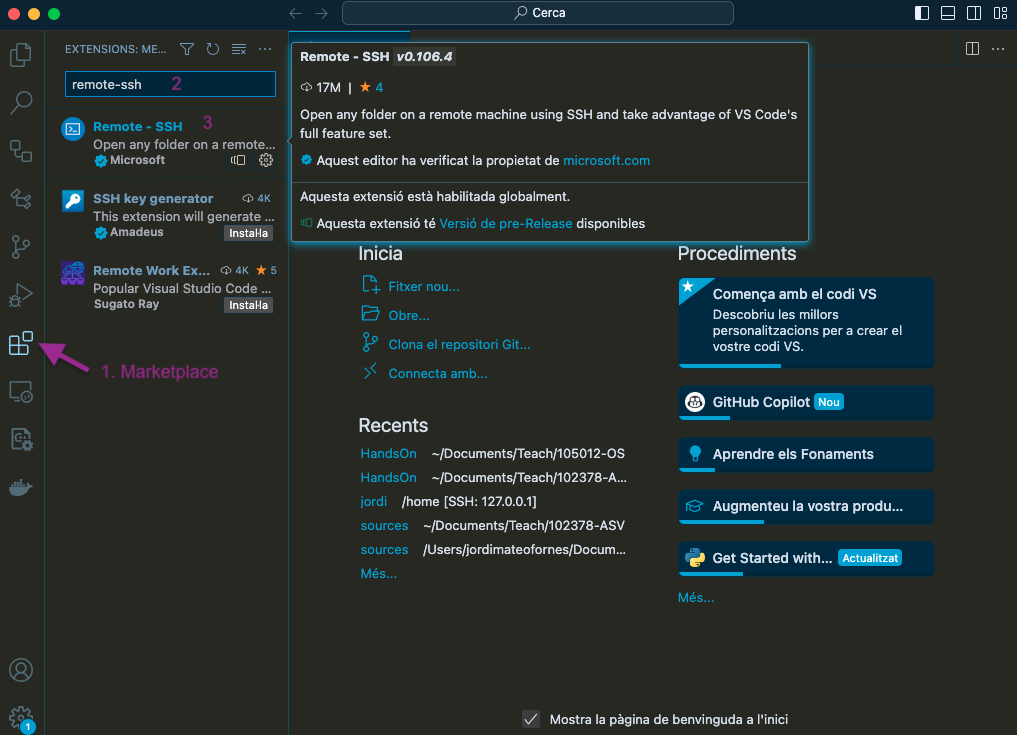 Cerca
EXTENSIONS: ME...
remote-ssh 2
Remote - SSH 3
Open any folder on a remote...
Microsoft
SSH key generator 4K
This extension will generate ...
Amadeus Instal·la
Remote Work Ex... 4K 5
Popular Visual Studio Code ...
Sugato Ray Instal·la
1. Marketplace
1
Remote - SSH v0.106.4
17M | 4
Open any folder on a remote machine using SSH and take advantage of VS Code's
full feature set.
Aquest editor ha verificat la propietat de microsoft.com
Aquesta extensió està habilitada globalment.
Aquesta extensió té Versió de pre-Release disponibles
Inicia
Fitxer nou...
Obre...
Clona el repositori Git...
Connecta amb...
Recents
HandsOn ~/Documents/Teach/105012-OS
HandsOn ~/Documents/Teach/102378-A...
jordi /home [SSH: 127.0.0.1]
sources ~/Documents/Teach/102378-ASV
sources /Users/jordimateofornes/Docum...
Més...
Procediments
Comença amb el codi VS
Descobriu les millors
personalitzacions per a crear el
vostre codi VS.
GitHub Copilot Nou
Aprendre els Fonaments
Augmenteu la vostra produ...
Get Started with... Actualitzat
Més...
Mostra la pàgina de benvinguda a l'inici